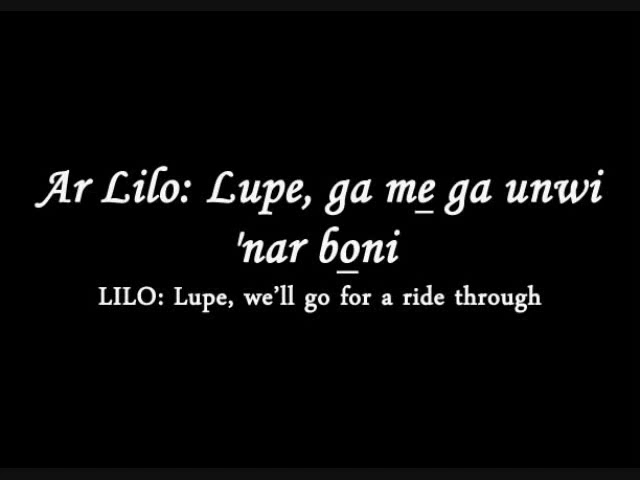 Ar Lilo: Lupe, ga me̲ ga unwi
'nar bo̲ni
LILO: Lupe, we’ll go for a ride through